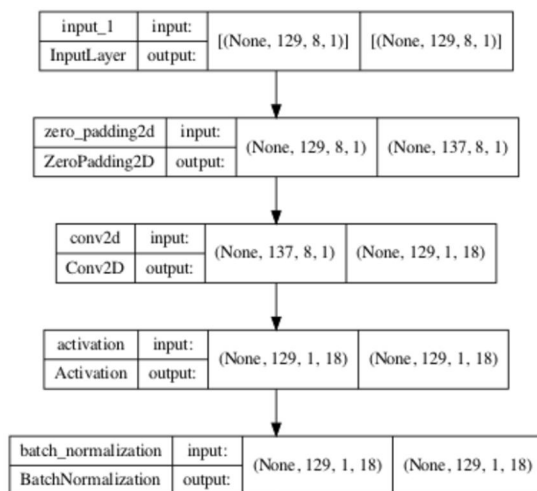 input_1 input: [(None, 129, 8, 1)] [(None, 129, 8, 1)]
InputLayer output:
zero_padding2d input: (None, 129, 8, 1) (None, 137, 8, 1)
ZeroPadding2D output:
conv2d input: (None, 137, 8, 1) (None, 129, 1, 18)
Conv2D output:
activation input: (None, 129, 1, 18) (None, 129, 1, 18)
Activation output:
batch_normalization input: (None, 129, 1, 18) (None, 129, 1, 18)
BatchNormalization output: